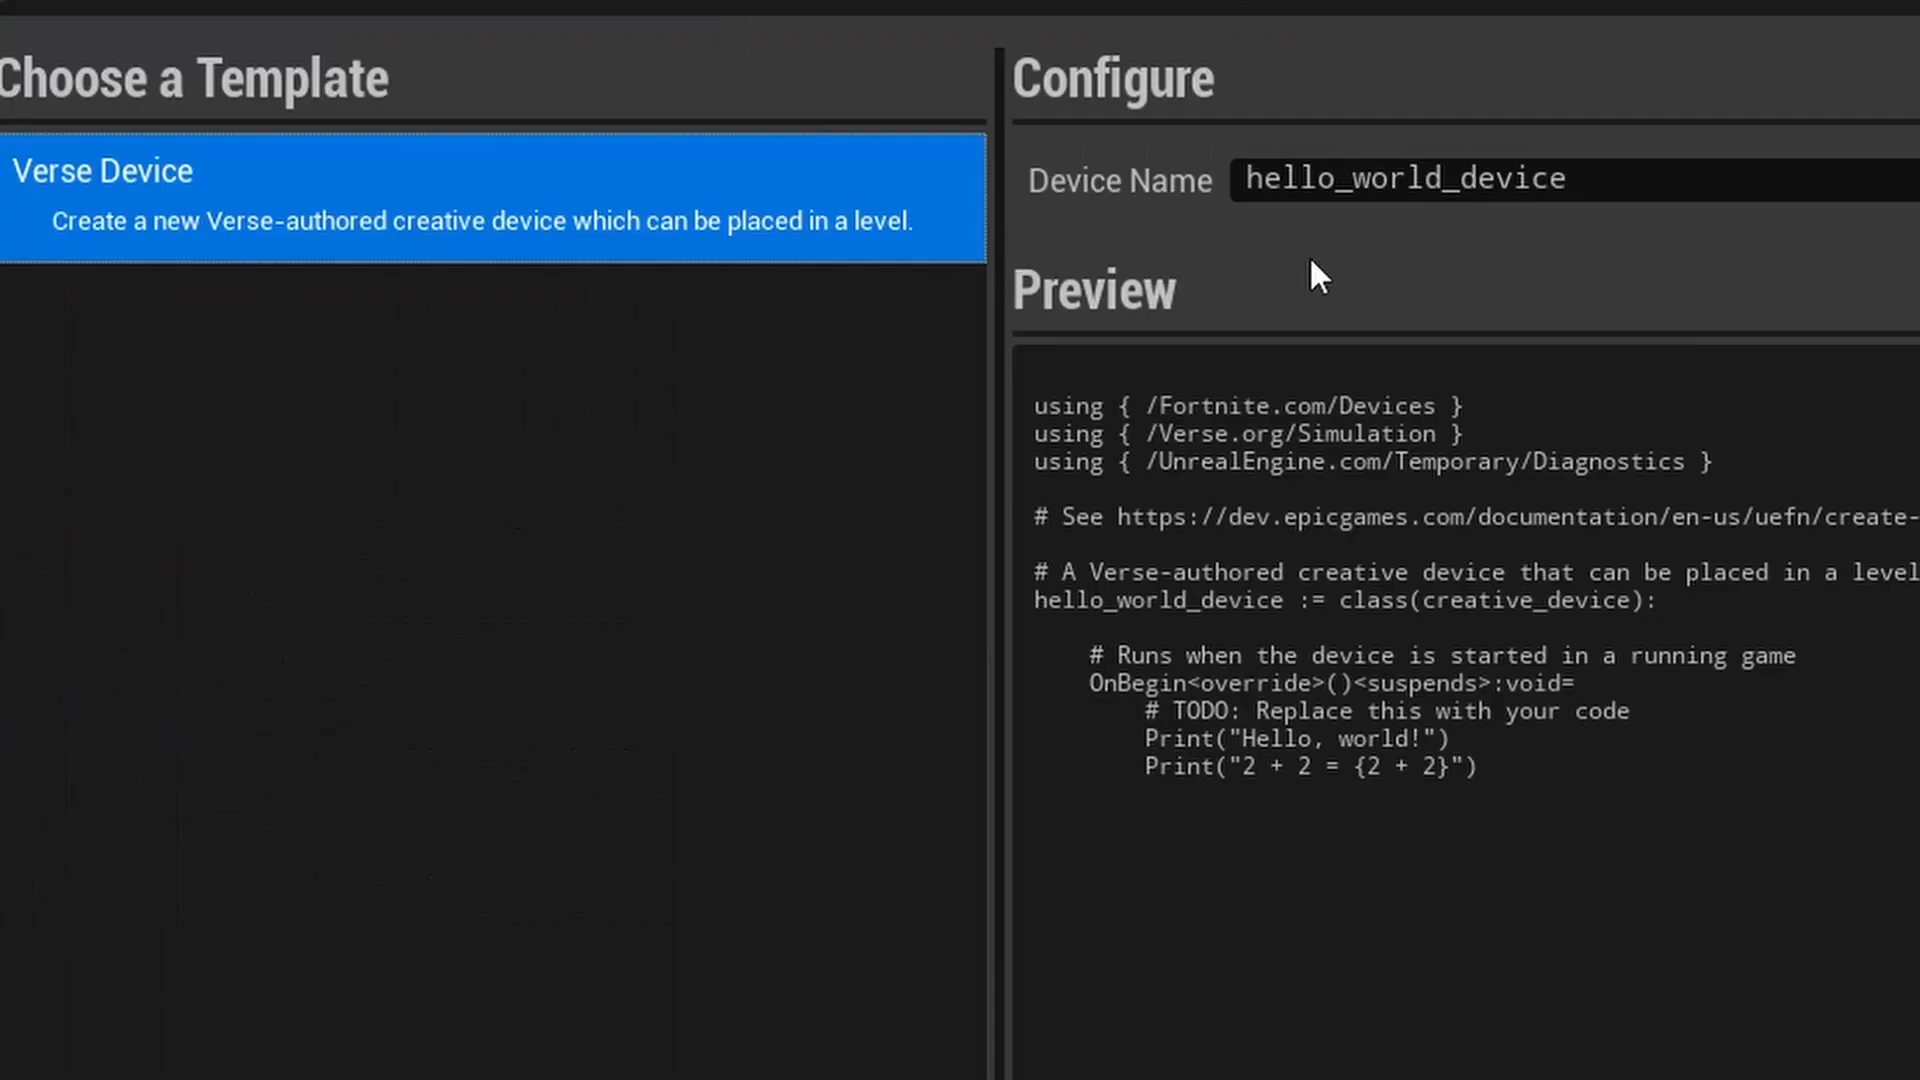 Choose a Template
Verse Device
Create a new Verse-authored creative device which can be placed in a level.
Configure
Device Name hello_world_device
Preview
using { /Fortnite.com/Devices }
using { /Verse.org/Simulation }
using { /UnrealEngine.com/Temporary/Diagnostics }
# See https://dev.epicgames.com/documentation/en-us/uefn/create-
# A Verse-authored creative device that can be placed in a level
hello_world_device := class(creative_device):
# Runs when the device is started in a running game
OnBegin<override>()<suspends>:void=
# TODO: Replace this with your code
Print("Hello, world!")
Print("2 + 2 = {2 + 2}")